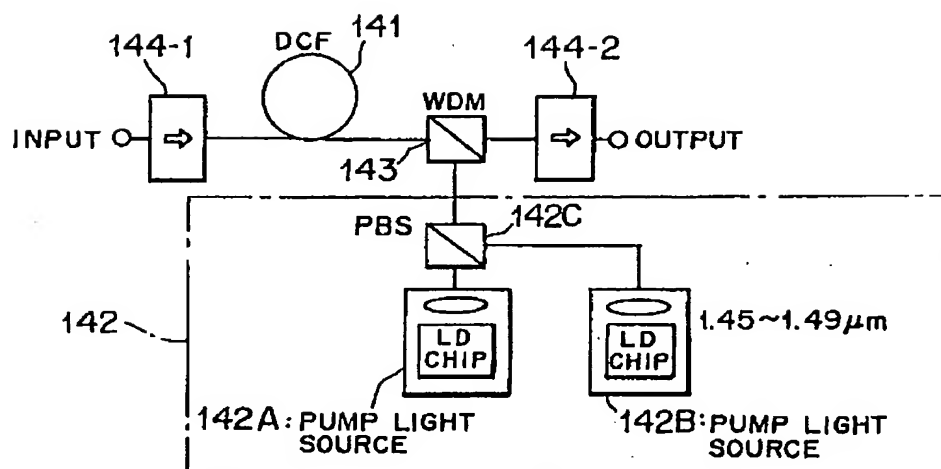 144-1
DCF
141
144-2
WDM
INPUT
OUTPUT
143
PBS
142C
142
LD
CHIP
LD
CHIP
1.45~1.49μm
142A: PUMP LIGHT
SOURCE
142B: PUMP LIGHT
SOURCE